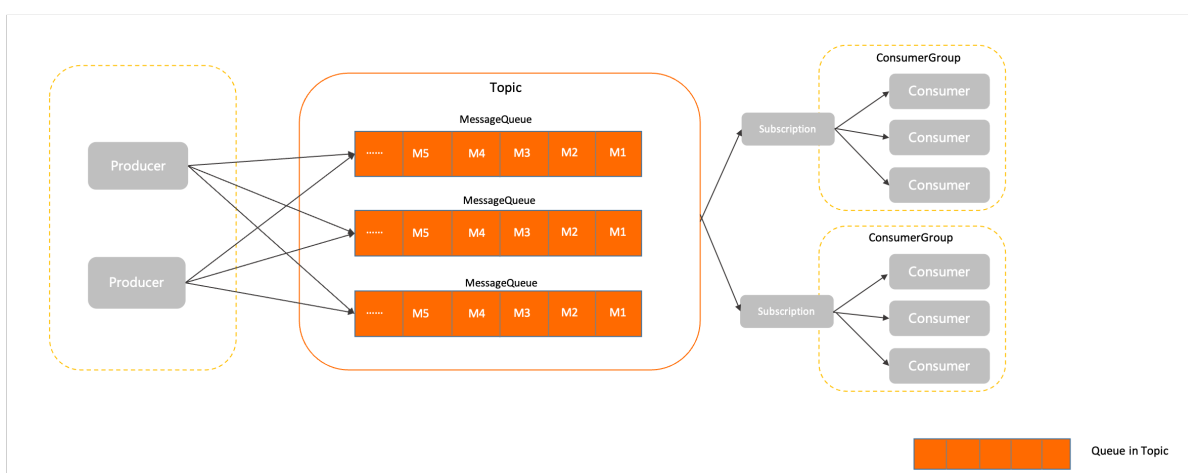 Producer
Producer
Topic
MessageQueue
...... M5 M4 M3 M2 M1
MessageQueue
...... M5 M4 M3 M2 M1
MessageQueue
...... M5 M4 M3 M2 M1
Subscription
Subscription
ConsumerGroup
Consumer
Consumer
Consumer
ConsumerGroup
Consumer
Consumer
Consumer
Queue in Topic